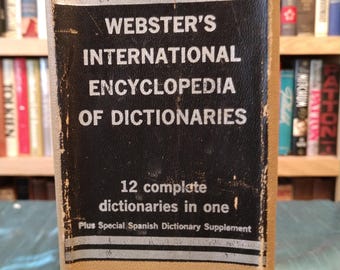 WEBSTER'S
INTERNATIONAL
ENCYCLOPEDIA
OF DICTIONARIES
12 complete
dictionaries in one
Plus Special Spanish Dictionary Supplement